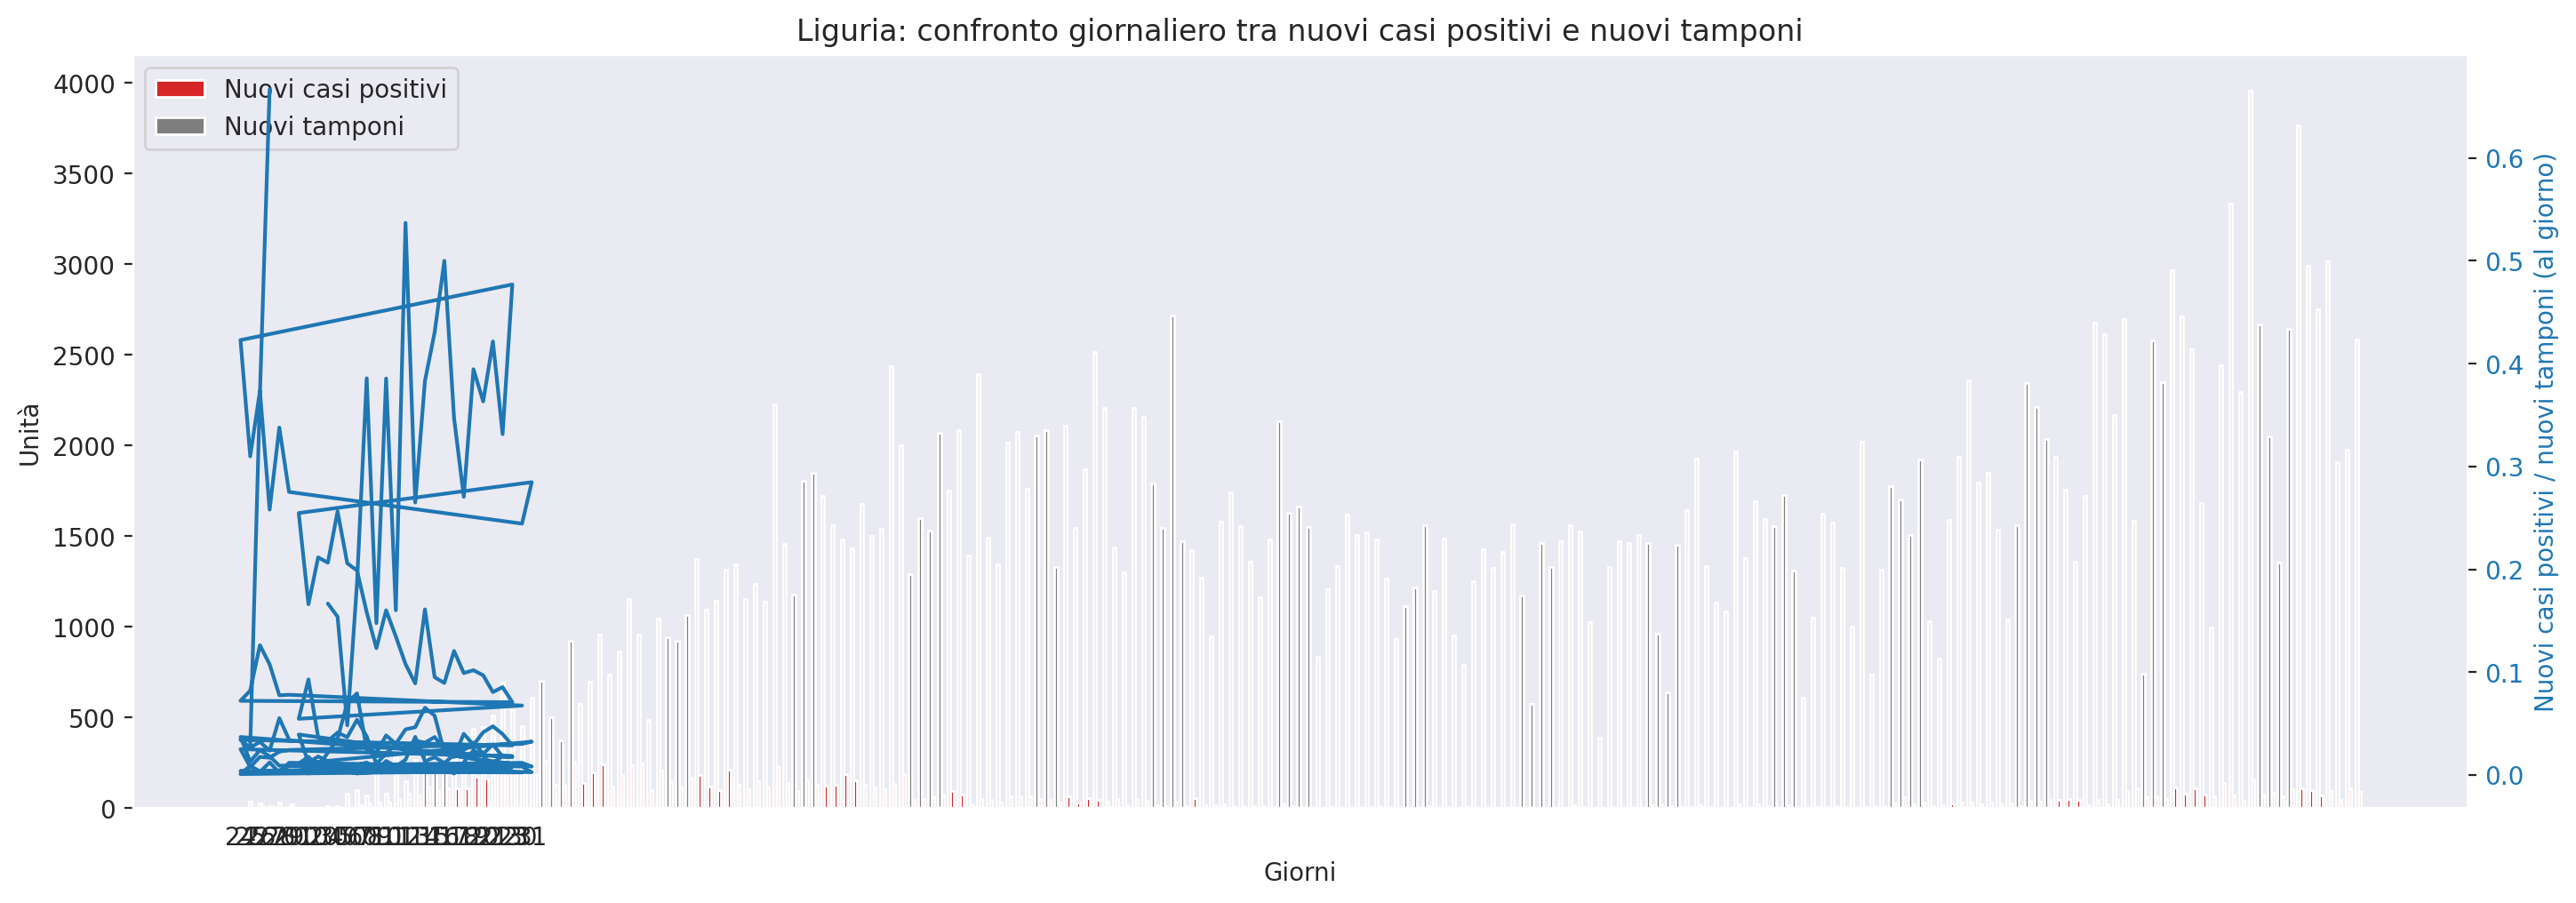 Liguria: confronto giornaliero tra nuovi casi positivi e nuovi tamponi
Nuovi casi positivi
Nuovi tamponi
4000
3500
3000
2500
2000
1500
1000
500
0
Unità
0.6
0.5
0.4
0.3
0.2
0.1
0.0
Nuovi casi positivi / nuovi tamponi (al giorno)
Giorni